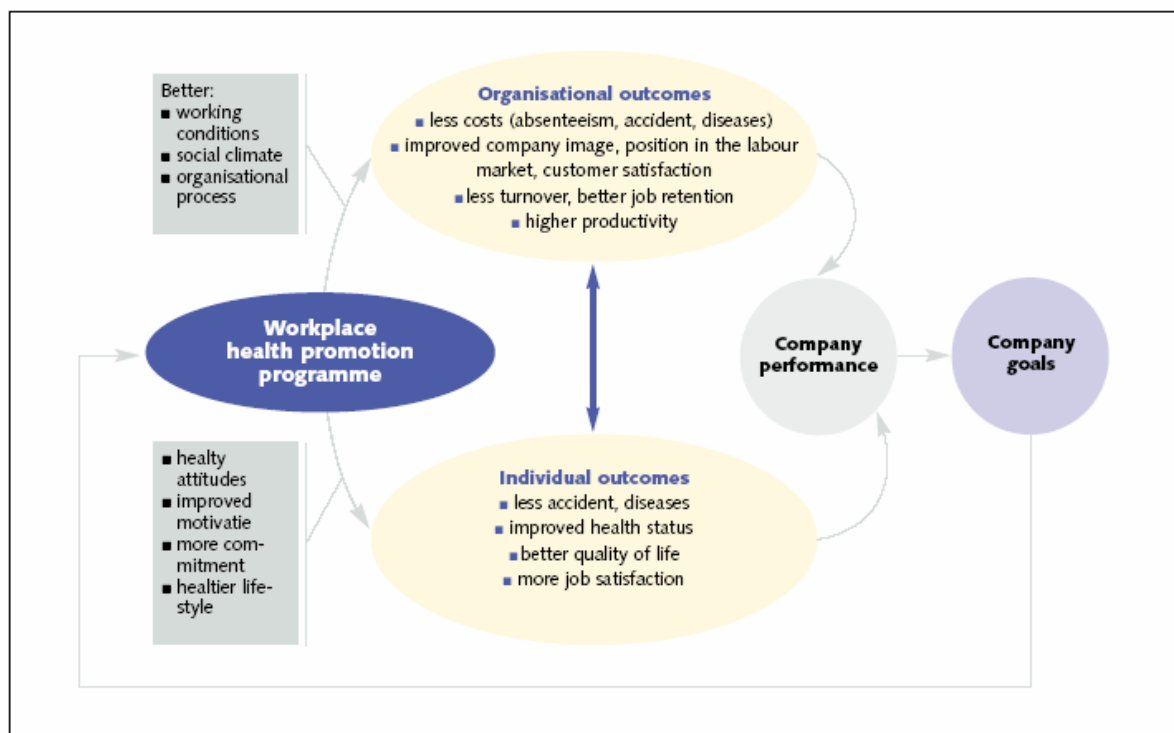 Better:
▪ working
conditions
▪ social climate
▪ organisational
process
Organisational outcomes
▪ less costs (absenteeism, accident, diseases)
▪ improved company image, position in the labour
market, customer satisfaction
▪ less turnover, better job retention
▪ higher productivity
Workplace
health promotion
programme
Company
performance
Company
goals
▪ healty
attitudes
▪ improved
motivatie
▪ more com-
mitment
▪ healtier life-
style
Individual outcomes
▪ less accident, diseases
▪ improved health status
▪ better quality of life
▪ more job satisfaction